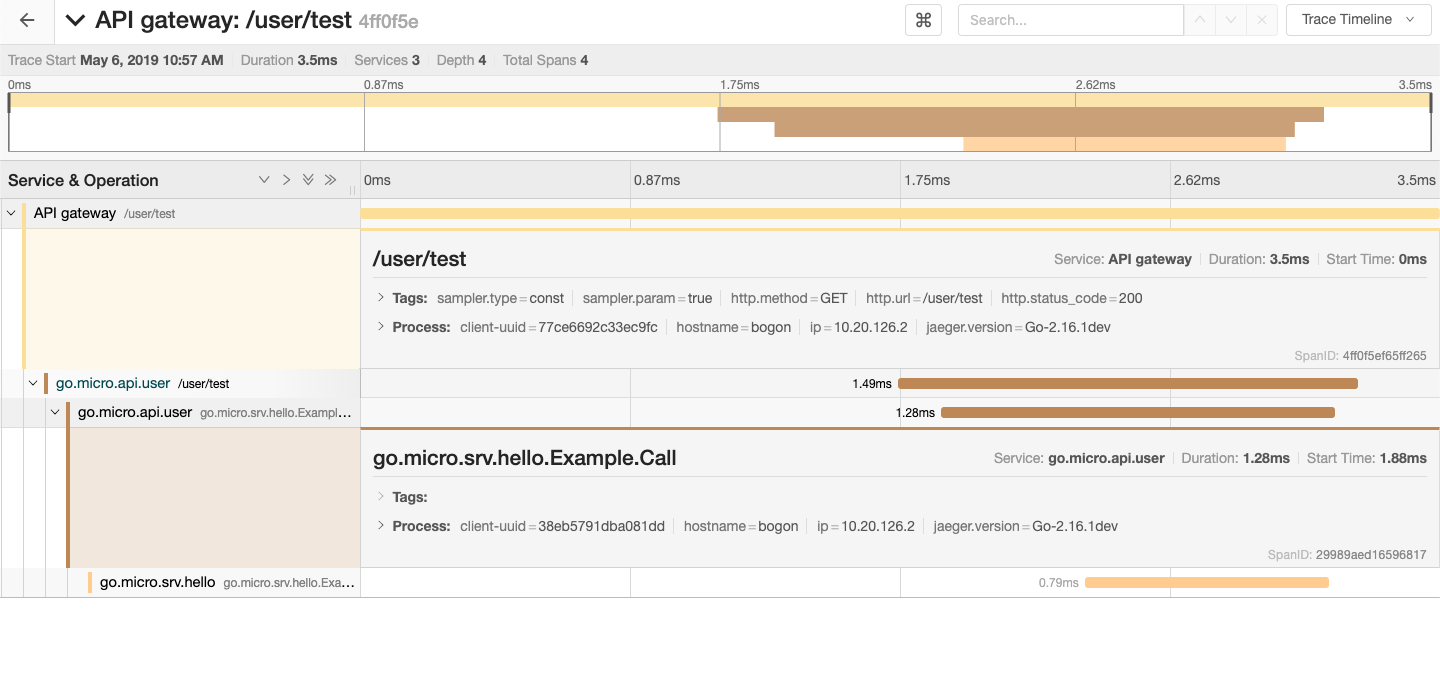 API gateway: /user/test 4ff0f5e
⌘ Search... Trace Timeline
Trace Start May 6, 2019 10:57 AM Duration 3.5ms Services 3 Depth 4 Total Spans 4
0ms 0.87ms 1.75ms 2.62ms 3.5ms
Service & Operation 0ms 0.87ms 1.75ms 2.62ms 3.5ms
API gateway /user/test
/user/test Service: API gateway Duration: 3.5ms Start Time: 0ms
Tags: sampler.type=const sampler.param=true http.method=GET http.url=/user/test http.status_code=200
Process: client-uuid=77ce6692c33ec9fc hostname=bogon ip=10.20.126.2 jaeger.version=Go-2.16.1dev
SpanID: 4ff0f5ef65ff265
go.micro.api.user /user/test 1.49ms
go.micro.api.user go.micro.srv.hello.Exampl... 1.28ms
go.micro.srv.hello.Example.Call Service: go.micro.api.user Duration: 1.28ms Start Time: 1.88ms
Tags:
Process: client-uuid=38eb5791dba081dd hostname=bogon ip=10.20.126.2 jaeger.version=Go-2.16.1dev
SpanID: 29989aed16596817
go.micro.srv.hello go.micro.srv.hello.Exa... 0.79ms